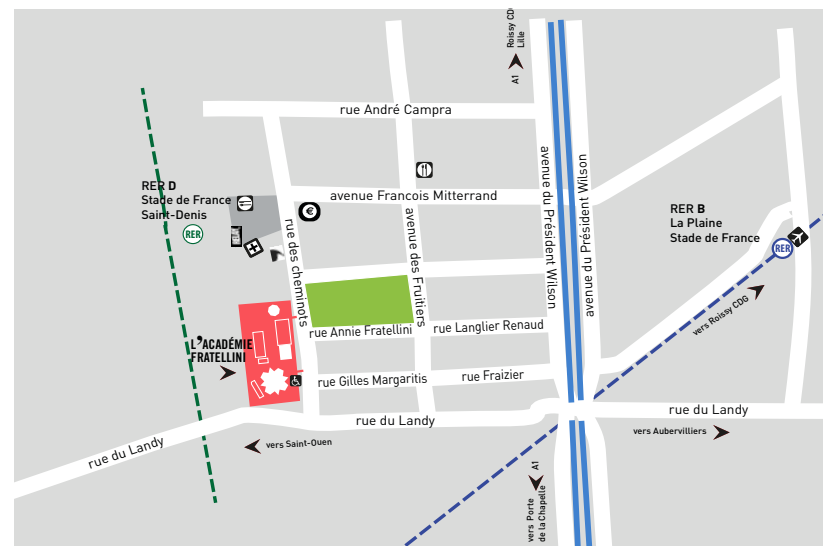 Roissy CD
Lille
A1
rue André Campra
RER D
Stade de France
Saint-Denis
RER
€
avenue Francois Mitterrand
avenue du Président Wilson
avenue du Président Wilson
rue des cheminots
avenue des Fruitiers
RER B
La Plaine
Stade de France
RER
vers Roissy CDG
rue Annie Fratellini
rue Langlier Renaud
L'ACADÉMIE
FRATELLINI
rue Gilles Margaritis
rue Fraizier
rue du Landy
rue du Landy
rue du Landy
vers Saint-Ouen
vers Aubervilliers
A1
vers Porte
de la Chapelle